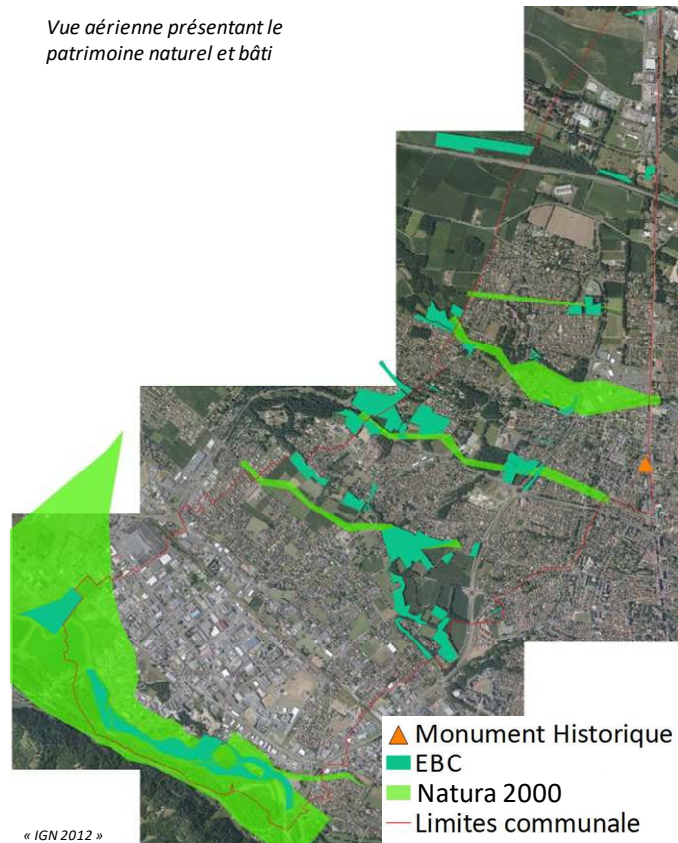 Vue aérienne présentant le
patrimoine naturel et bâti
Monument Historique
EBC
Natura 2000
Limites communale
« IGN 2012 »